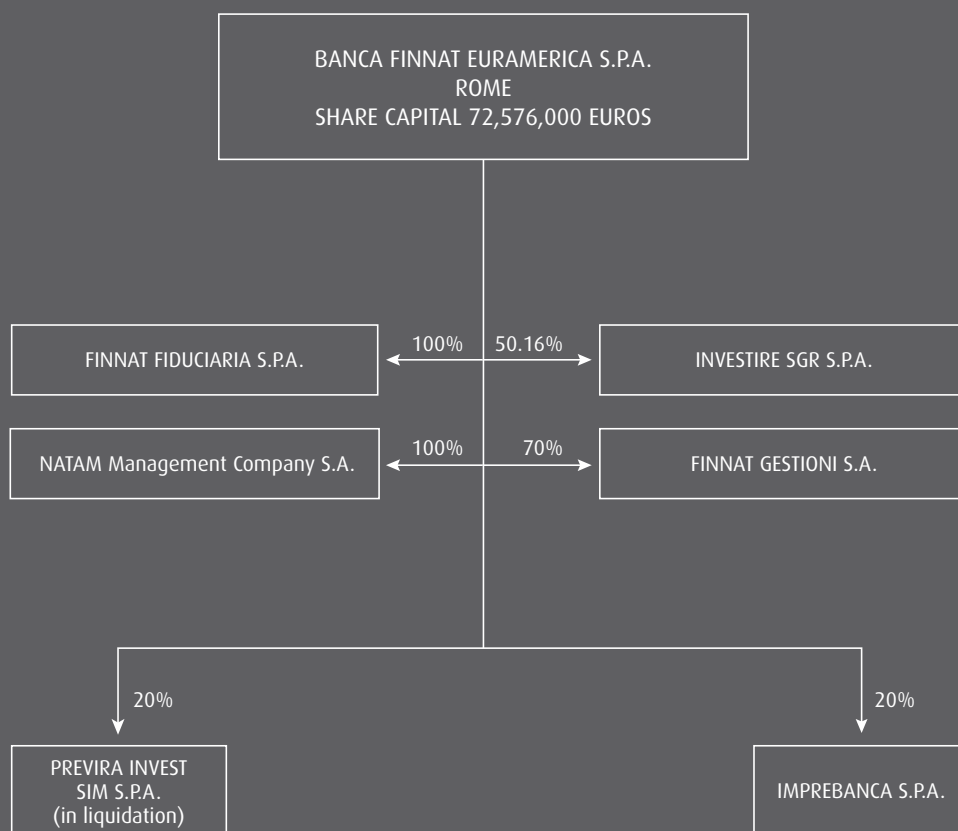 BANCA FINNAT EURAMERICA S.P.A.
ROME
SHARE CAPITAL 72,576,000 EUROS
FINNAT FIDUCIARIA S.P.A.
100%
50.16%
INVESTIRE SGR S.P.A.
NATAM Management Company S.A.
100%
70%
FINNAT GESTIONI S.A.
20%
20%
PREVIRA INVEST
SIM S.P.A.
(in liquidation)
IMPREBANCA S.P.A.